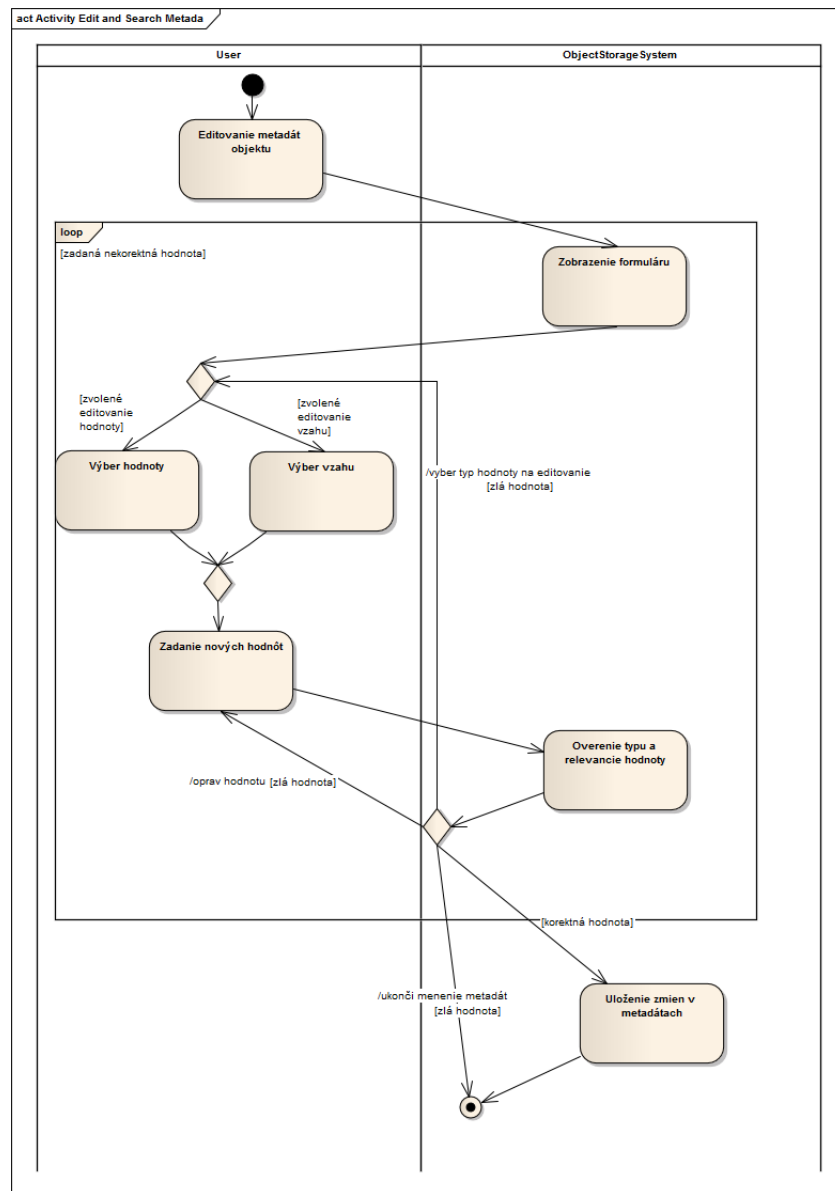 act Activity Edit and Search Metada
User
ObjectStorageSystem
Editovanie metadát
objektu
loop
[zadaná nekorektná hodnota]
Zobrazenie formuláru
[zvolené
editovanie
hodnoty]
[zvolené
editovanie
vzahu]
Výber hodnoty
Výber vzahu
/vyber typ hodnoty na editovanie
[zlá hodnota]
Zadanie nových hodnôt
Overenie typu a
relevancie hodnoty
/oprav hodnotu [zlá hodnota]
[korektná hodnota]
/ukonči menenie metadát
[zlá hodnota]
Uloženie zmien v
metadátach